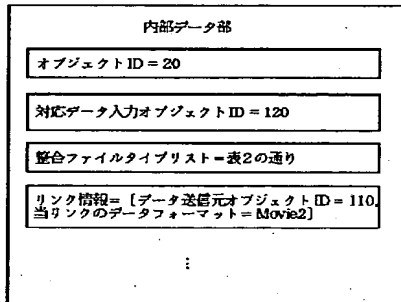 内部データ部
オブジェクトID＝20
対応データ入力オブジェクトID＝120
整合ファイルタイプリスト＝表2の通り
リンク情報＝［データ送信元オブジェクトID＝110，
当リンクのデータフォーマット＝Movie2］
⋮